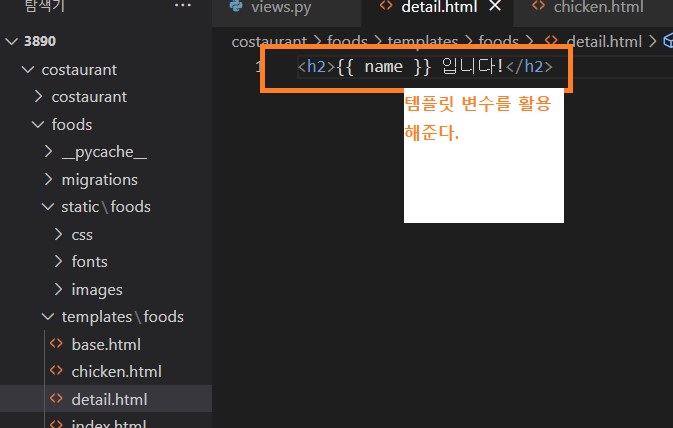 탐색기 ···
views.py detail.html chicken.html
3890
costaurant > foods > templates > foods > detail.html >
costaurant
1 <h2>{{ name }} 입니다!</h2>
costaurant
템플릿 변수를 활용
foods
해준다.
__pycache__
migrations
static\foods
css
fonts
images
templates\foods
base.html
chicken.html
detail.html
index.html